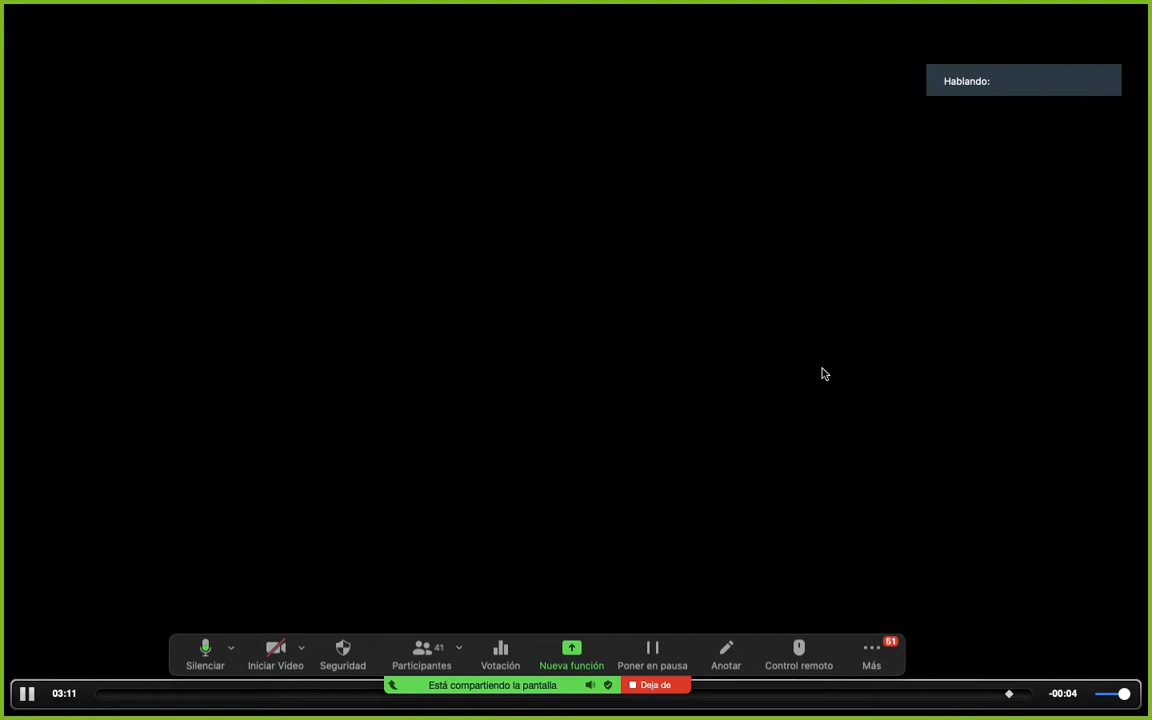 Hablando:
41
51
Silenciar
Iniciar Video
Seguridad
Participantes
Votación
Nueva función
Poner en pausa
Anotar
Control remoto
Más
Está compartiendo la pantalla
Deja de
03:11
-00:04